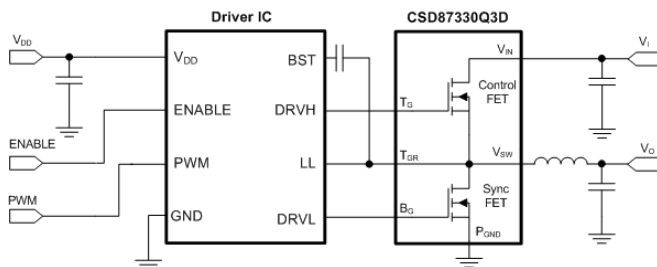 Driver IC
CSD87330Q3D
VDD
VDD
BST
VIN
VI
ENABLE
ENABLE
DRVH
TG
Control
FET
PWM
PWM
LL
TGR
VSW
VO
GND
DRVL
BG
Sync
FET
PGND